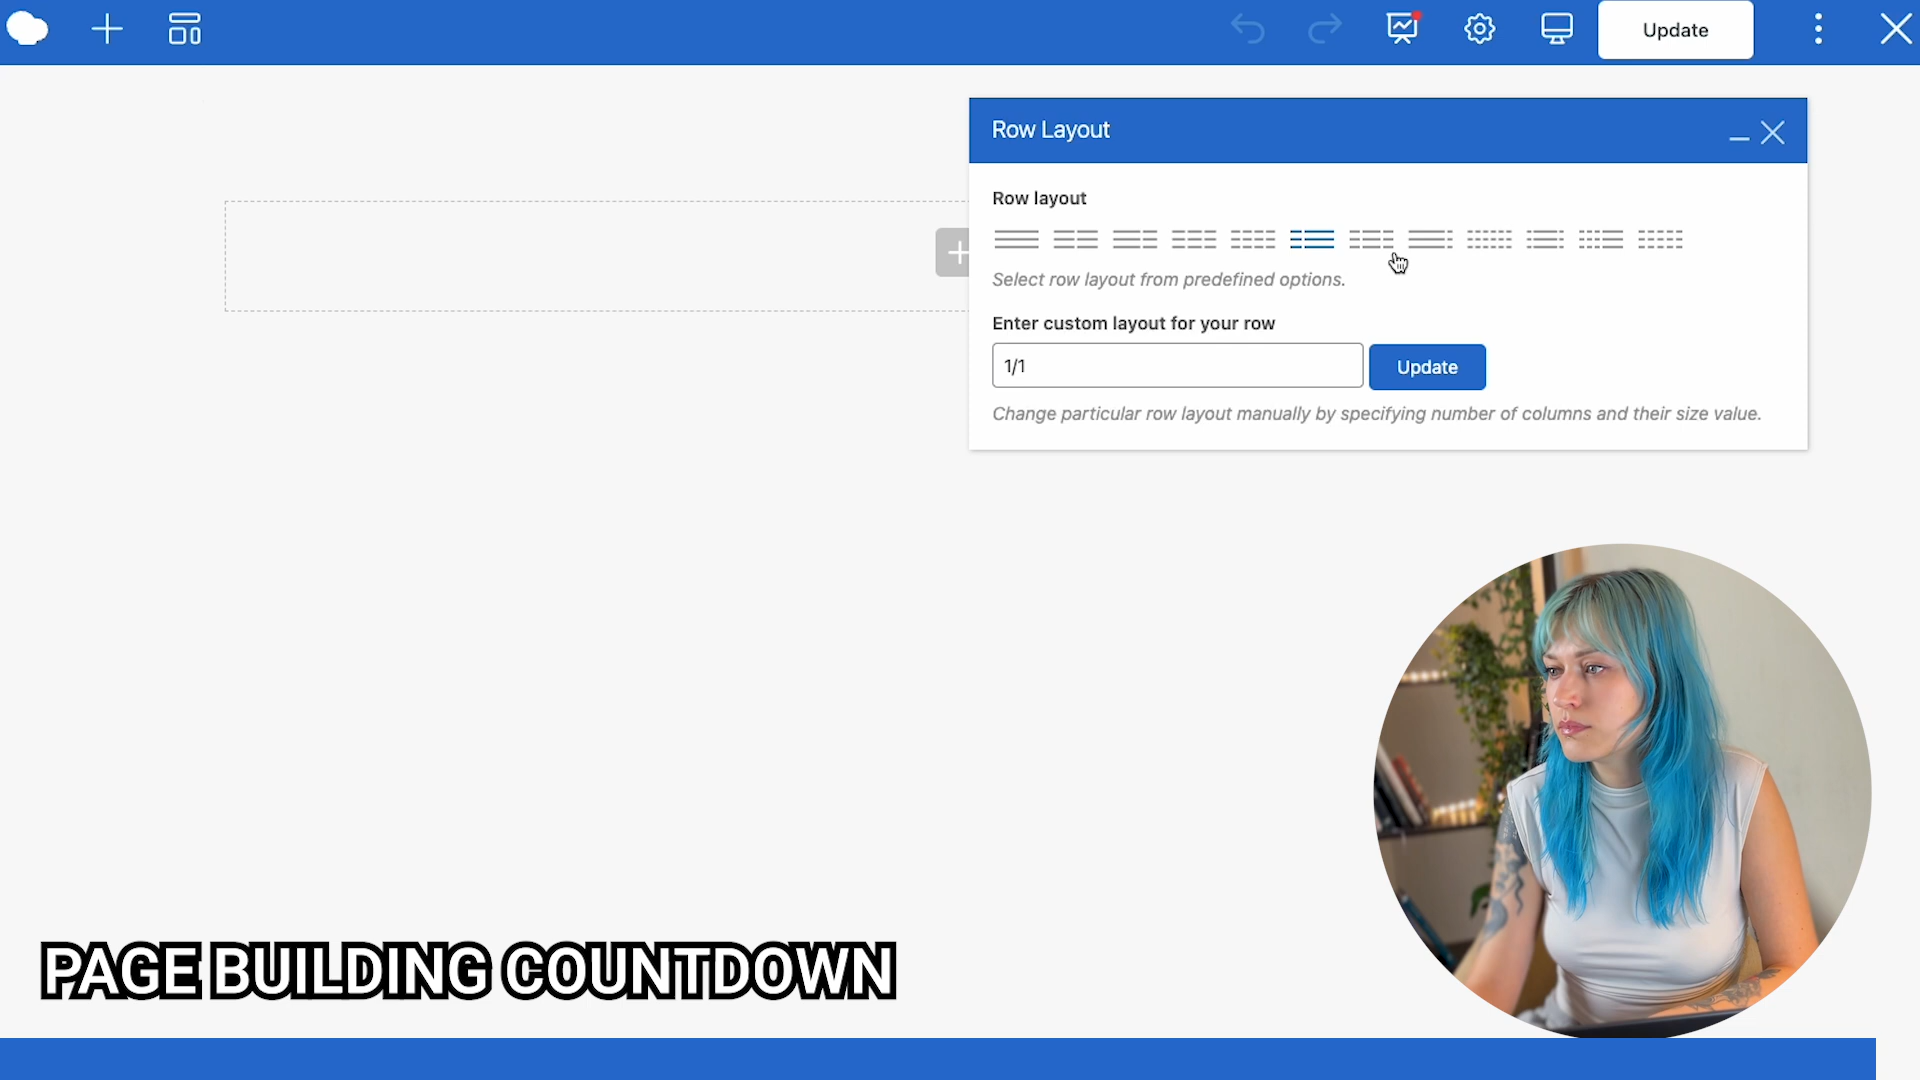 Update
Row Layout
Row layout
Select row layout from predefined options.
Enter custom layout for your row
1/1
Update
Change particular row layout manually by specifying number of columns and their size value.
PAGE BUILDING COUNTDOWN